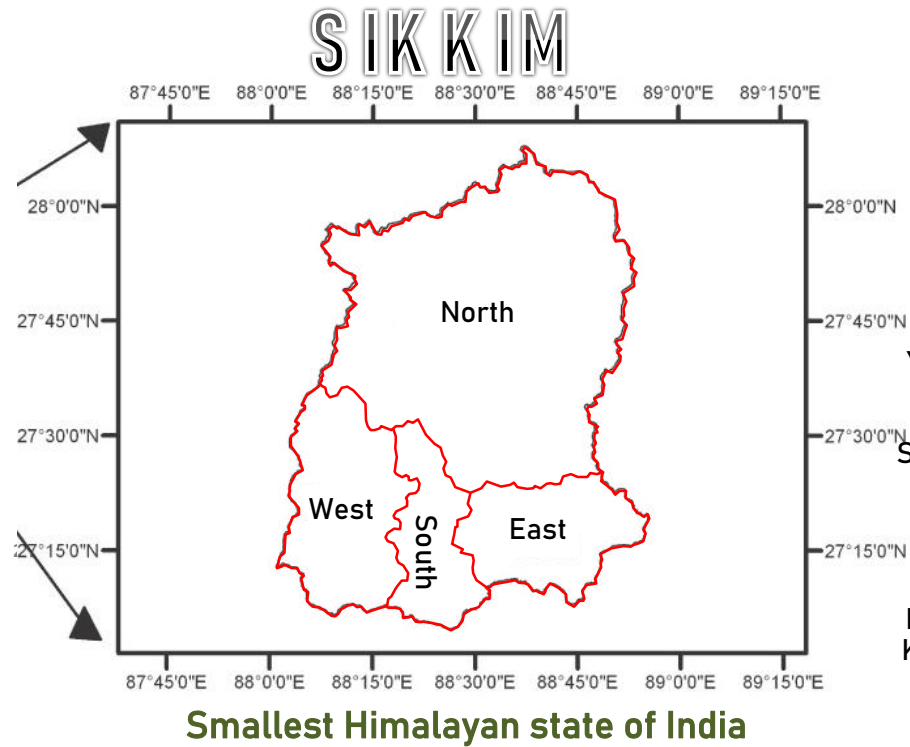 SIKKIM
87°45'0"E 88°0'0"E 88°15'0"E 88°30'0"E 88°45'0"E 89°0'0"E 89°15'0"E
28°0'0"N 28°0'0"N
North
27°45'0"N 27°45'0"N
27°30'0"N 27°30'0"N
West
South
East
27°15'0"N 27°15'0"N
87°45'0"E 88°0'0"E 88°15'0"E 88°30'0"E 88°45'0"E 89°0'0"E 89°15'0"E
Smallest Himalayan state of India